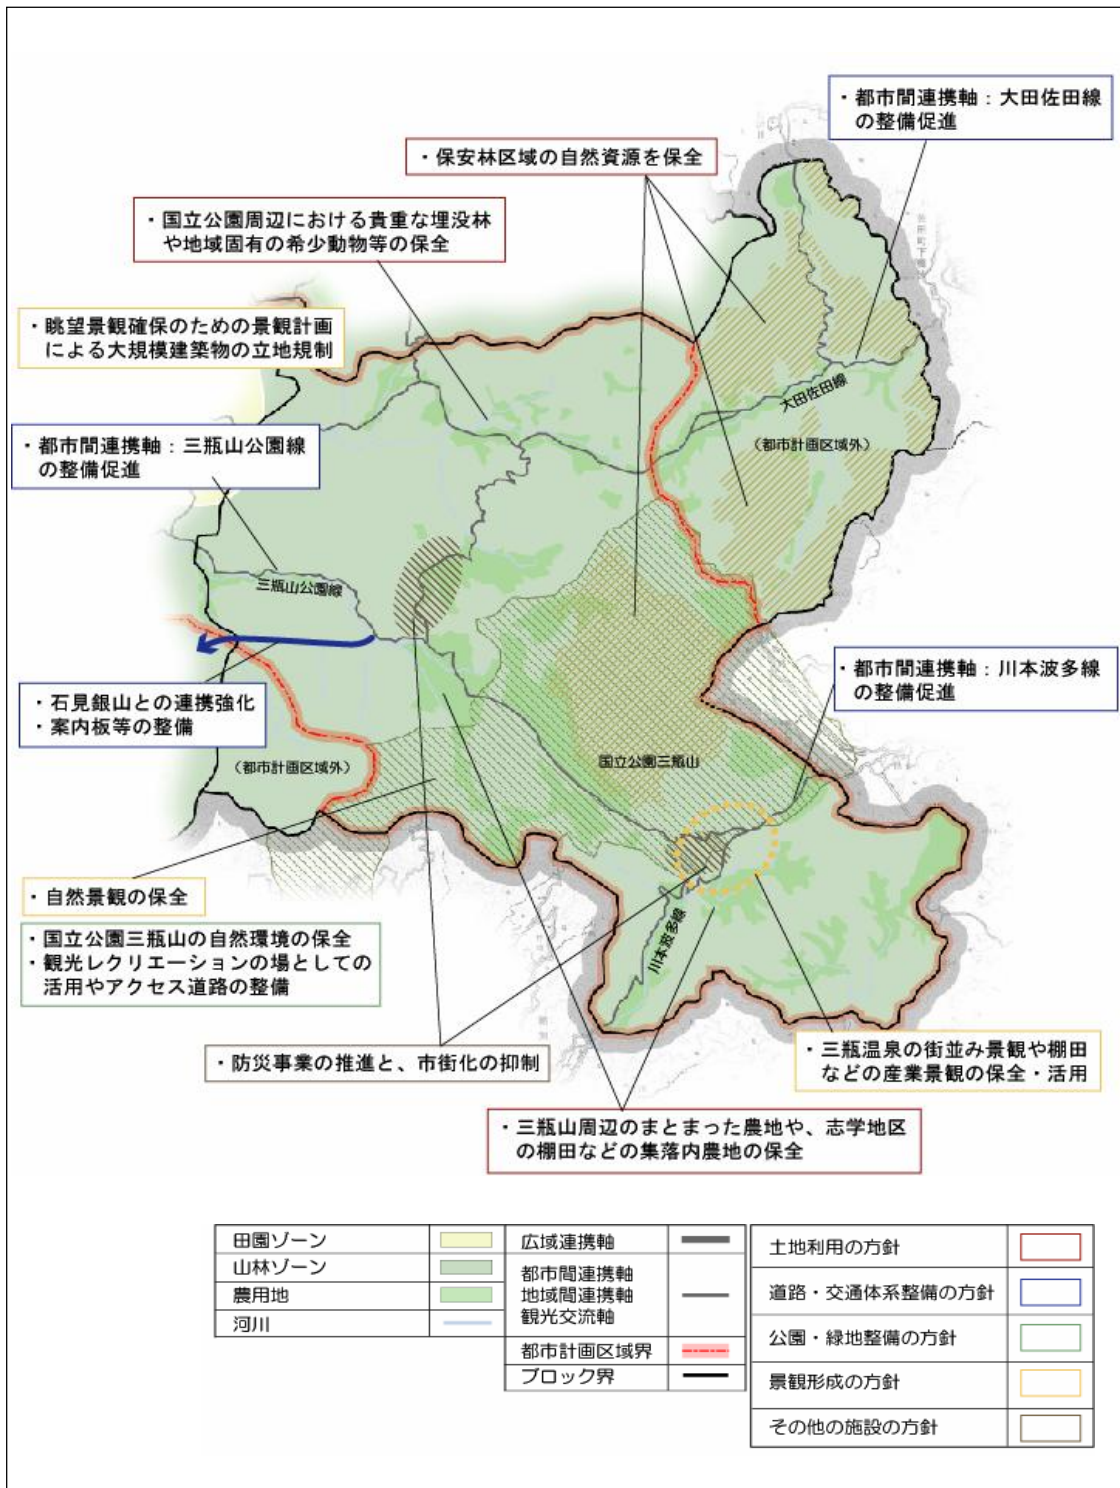 ・都市間連携軸：大田佐田線
の整備促進
・保安林区域の自然資源を保全
・国立公園周辺における貴重な埋没林
や地域固有の希少動物等の保全
・眺望景観確保のための景観計画
による大規模建築物の立地規制
大田佐田線
（都市計画区域外）
・都市間連携軸：三瓶山公園線
の整備促進
三瓶山公園線
・都市間連携軸：川本波多線
の整備促進
・石見銀山との連携強化
・案内板等の整備
（都市計画区域外）
国立公園三瓶山
・自然景観の保全
川本波多線
・国立公園三瓶山の自然環境の保全
・観光レクリエーションの場としての
活用やアクセス道路の整備
・防災事業の推進と、市街化の抑制
・三瓶温泉の街並み景観や棚田
などの産業景観の保全・活用
・三瓶山周辺のまとまった農地や、志学地区
の棚田などの集落内農地の保全
田園ゾーン
山林ゾーン
農用地
河川
広域連携軸
都市間連携軸
地域間連携軸
観光交流軸
都市計画区域界
ブロック界
土地利用の方針
道路・交通体系整備の方針
公園・緑地整備の方針
景観形成の方針
その他の施設の方針